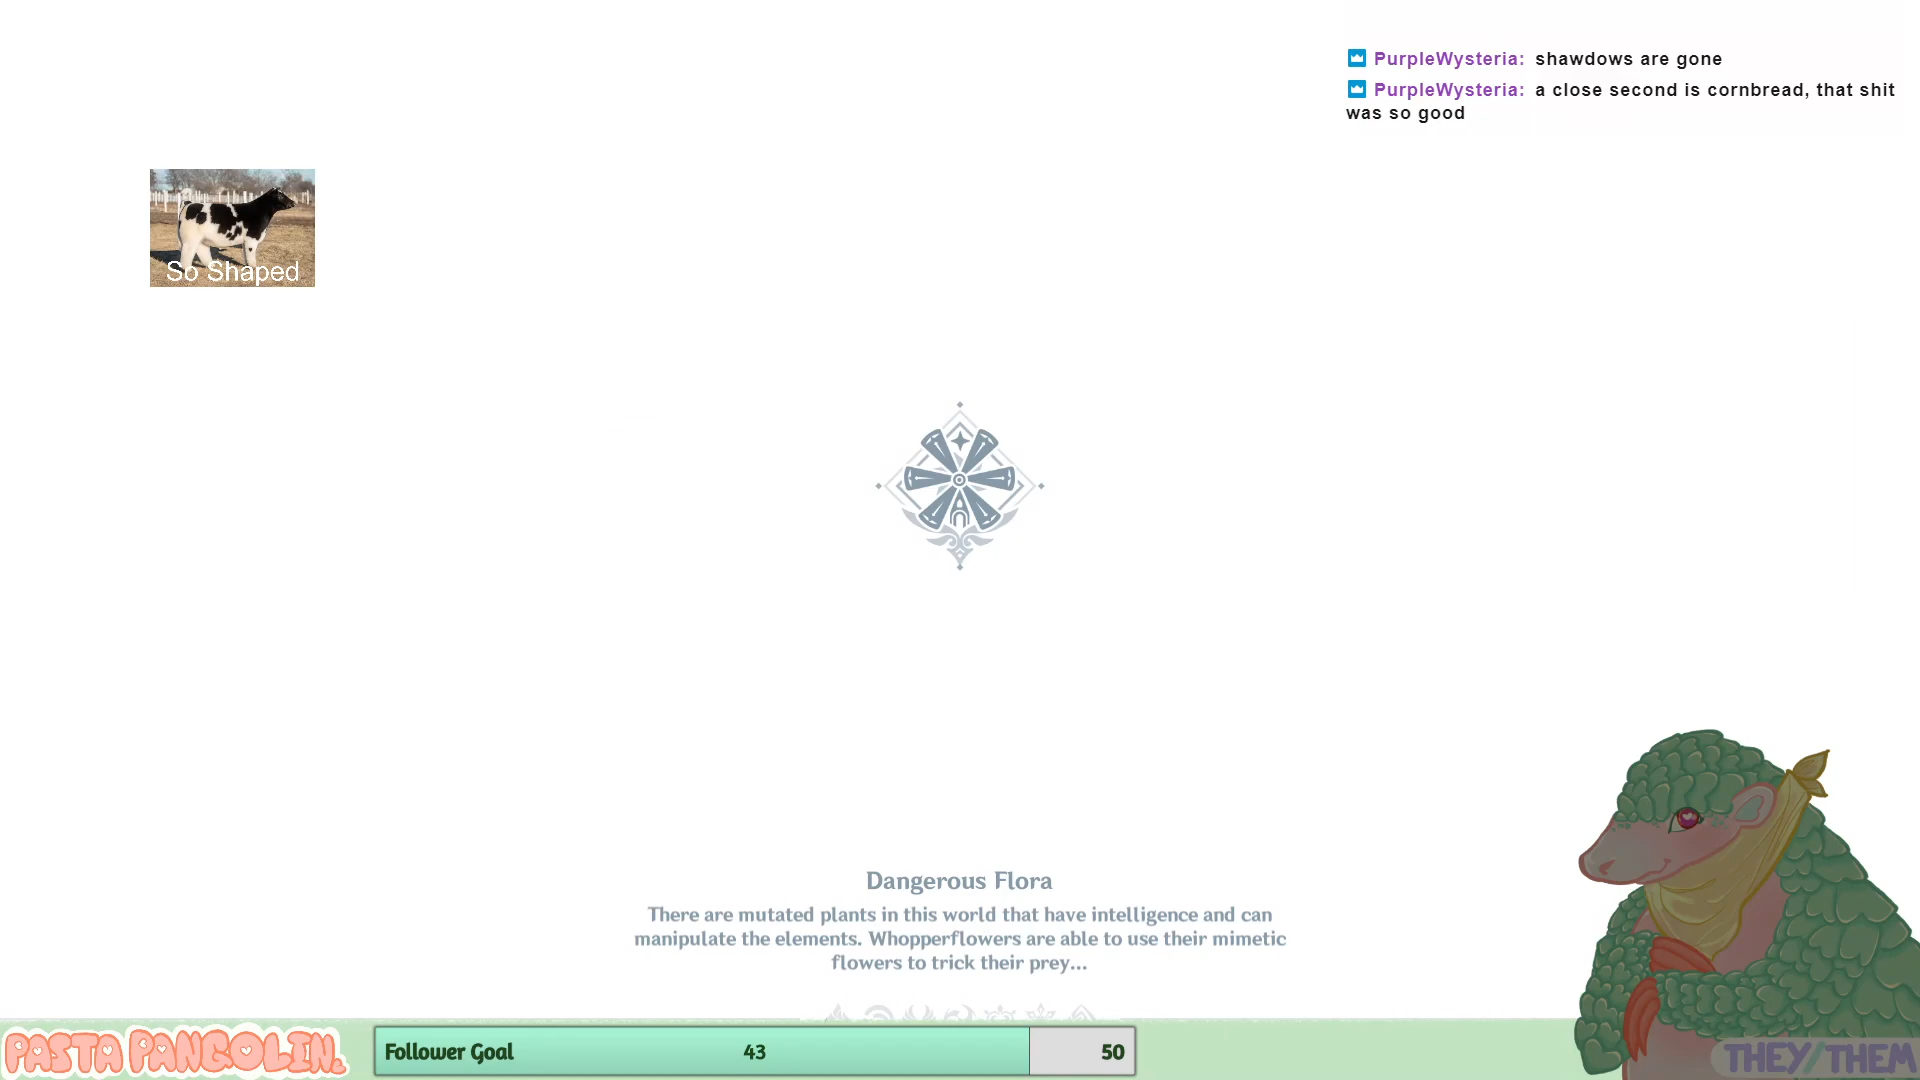 PurpleWysteria: shawdows are gone
PurpleWysteria: a close second is cornbread, that shit
was so good
So Shaped
Dangerous Flora
There are mutated plants in this world that have intelligence and can
manipulate the elements. Whopperflowers are able to use their mimetic
flowers to trick their prey...
PASTA PANGOLIN.
Follower Goal 43 50
THEY/THEM